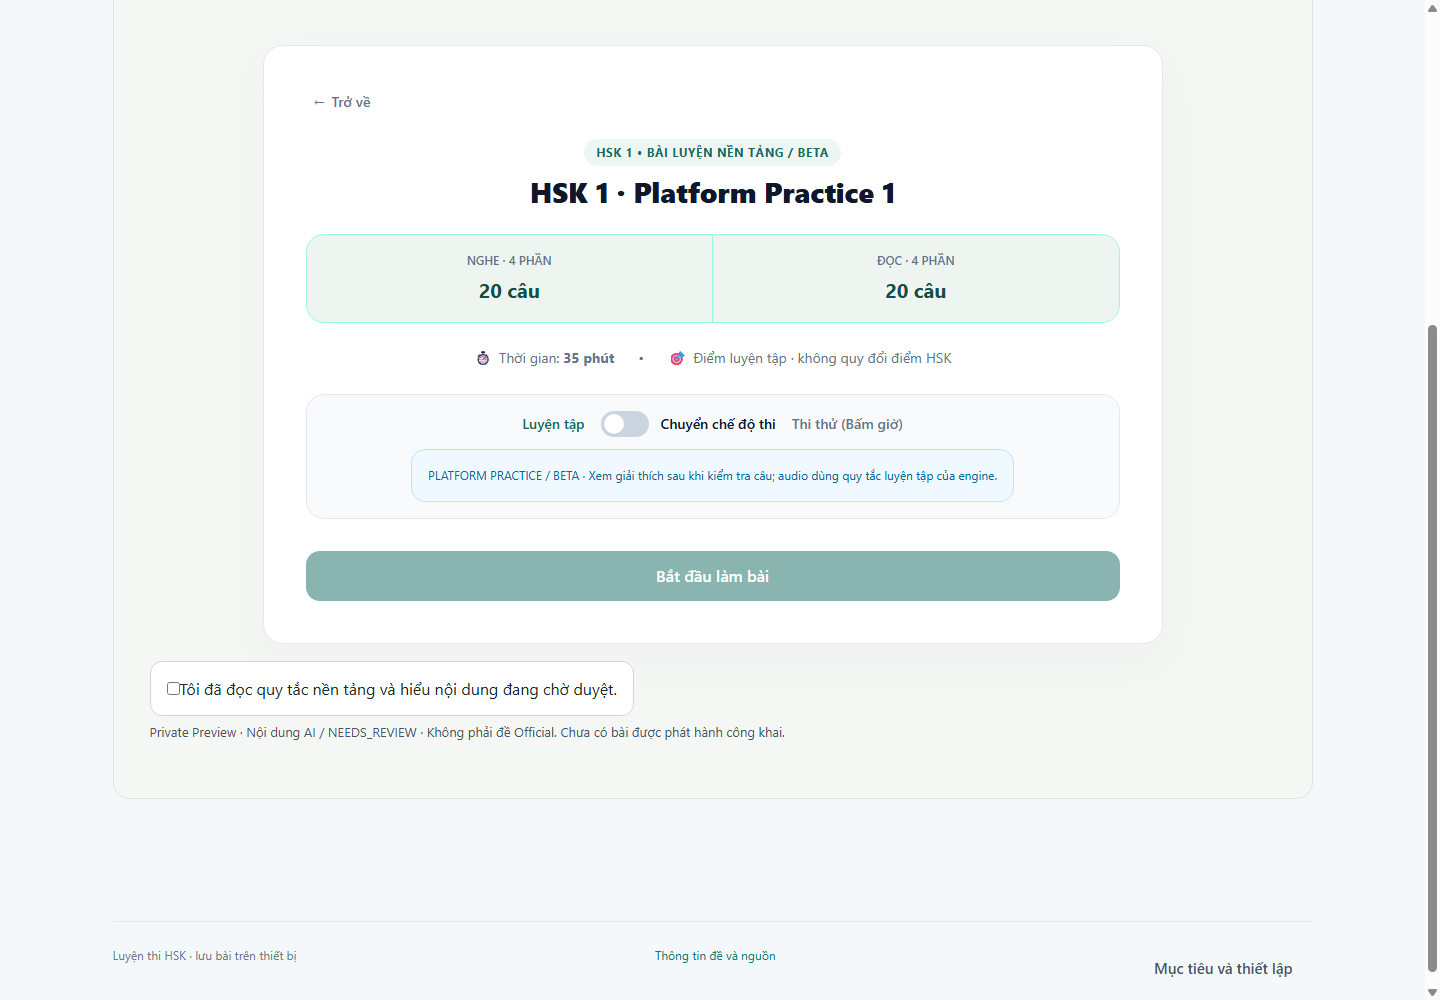 ← Trở về
HSK 1 • BÀI LUYỆN NỀN TẢNG / BETA
HSK 1 · Platform Practice 1
NGHE · 4 PHẦN
20 câu
ĐỌC · 4 PHẦN
20 câu
Thời gian: 35 phút • Điểm luyện tập · không quy đổi điểm HSK
Luyện tập Chuyển chế độ thi Thi thử (Bấm giờ)
PLATFORM PRACTICE / BETA · Xem giải thích sau khi kiểm tra câu; audio dùng quy tắc luyện tập của engine.
Bắt đầu làm bài
Tôi đã đọc quy tắc nền tảng và hiểu nội dung đang chờ duyệt.
Private Preview · Nội dung AI / NEEDS_REVIEW · Không phải đề Official. Chưa có bài được phát hành công khai.
Luyện thi HSK · lưu bài trên thiết bị
Thông tin đề và nguồn
Mục tiêu và thiết lập